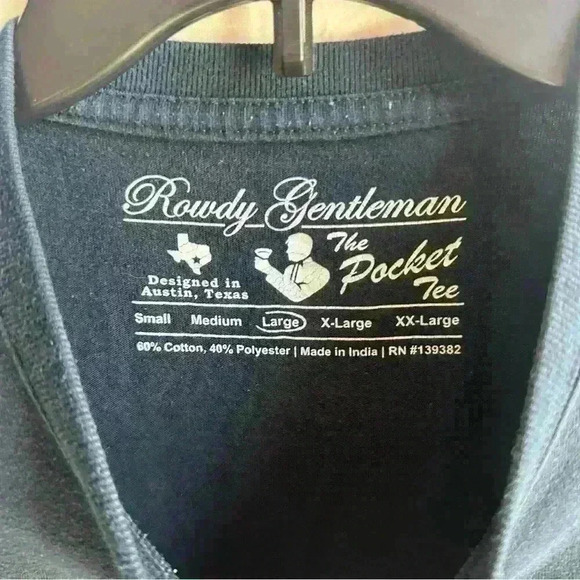 Rowdy Gentleman
The
Pocket
Tee
Designed in
Austin, Texas
Small Medium Large X-Large XX-Large
60% Cotton, 40% Polyester | Made in India | RN #139382